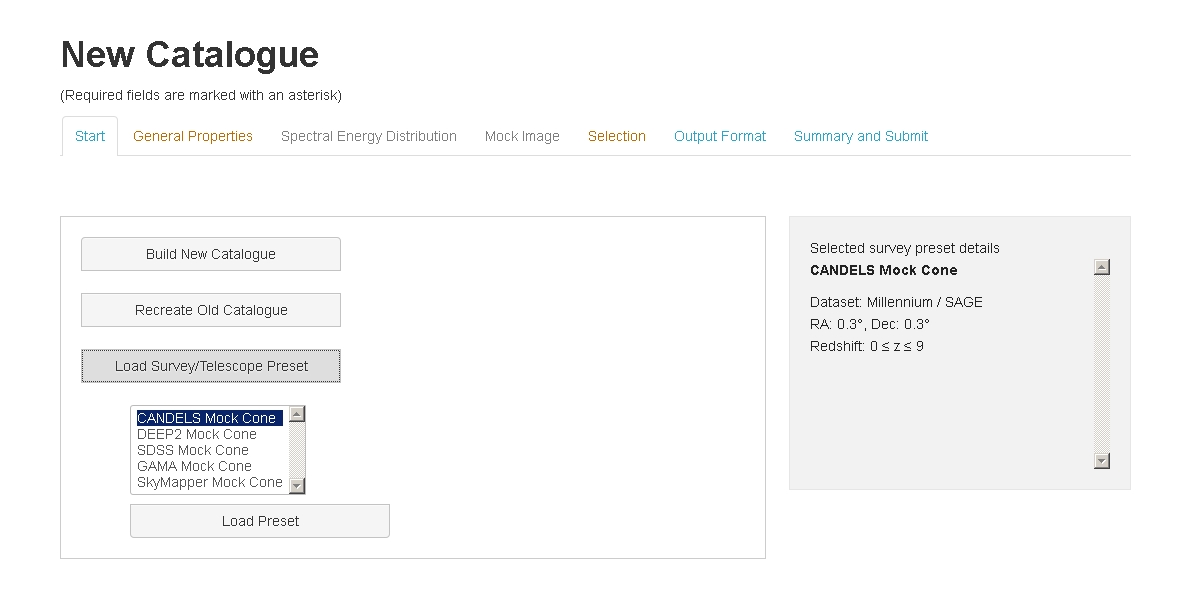 New Catalogue
(Required fields are marked with an asterisk)
Start General Properties Spectral Energy Distribution Mock Image Selection Output Format Summary and Submit
Build New Catalogue
Recreate Old Catalogue
Load Survey/Telescope Preset
CANDELS Mock Cone
DEEP2 Mock Cone
SDSS Mock Cone
GAMA Mock Cone
SkyMapper Mock Cone
Load Preset
Selected survey preset details
CANDELS Mock Cone
Dataset: Millennium / SAGE
RA: 0.3°, Dec: 0.3°
Redshift: 0 ≤ z ≤ 9